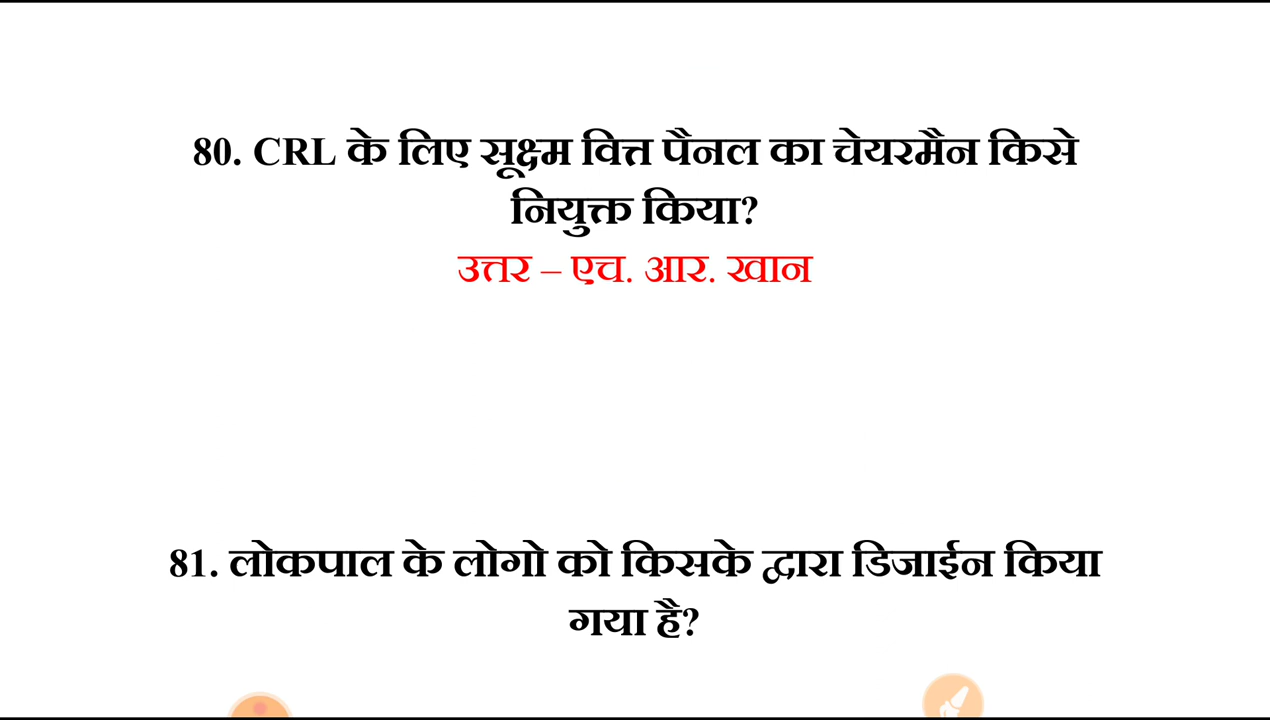 80. CRL के लिए सूक्ष्म वित्त पैनल का चेयरमैन किसे
नियुक्त किया?
उत्तर – एच. आर. खान
81. लोकपाल के लोगो को किसके द्वारा डिजाईन किया
गया है?